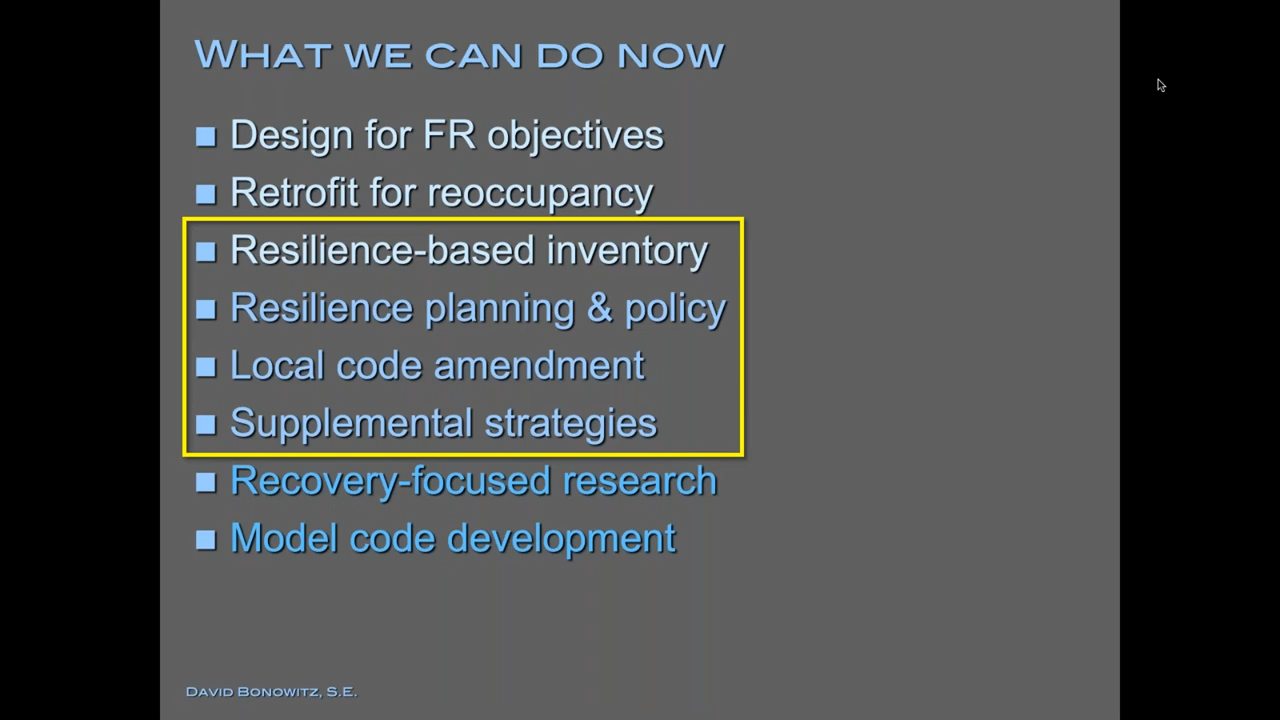 What we can do now
Design for FR objectives
Retrofit for reoccupancy
Resilience-based inventory
Resilience planning & policy
Local code amendment
Supplemental strategies
Recovery-focused research
Model code development
David Bonowitz, S.E.